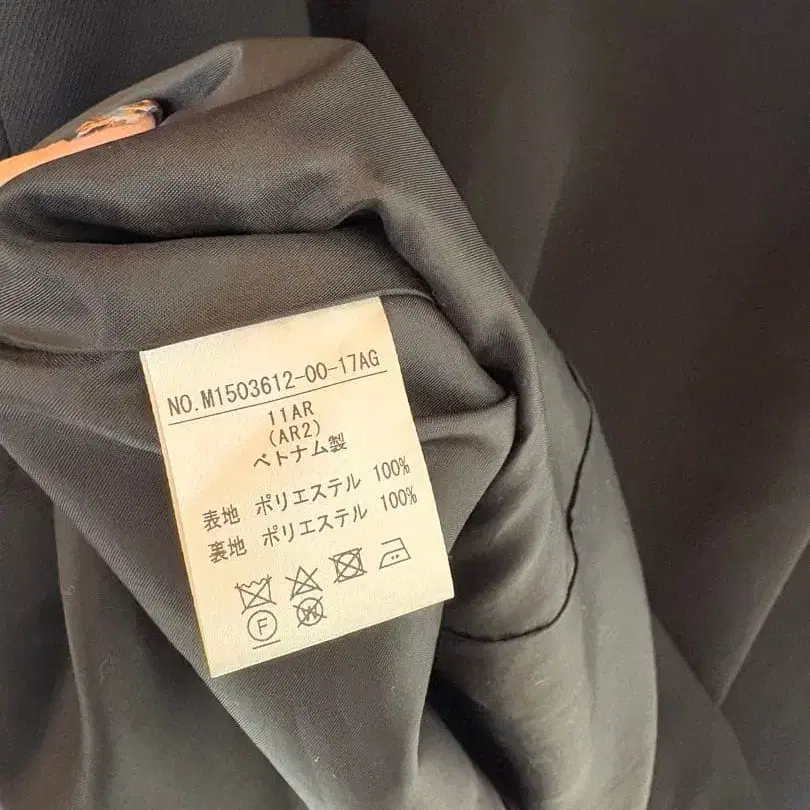 NO.M1503612-00-17AG
11AR
(AR2)
ベトナム製
表地 ポリエステル 100%
裏地 ポリエステル 100%
F W